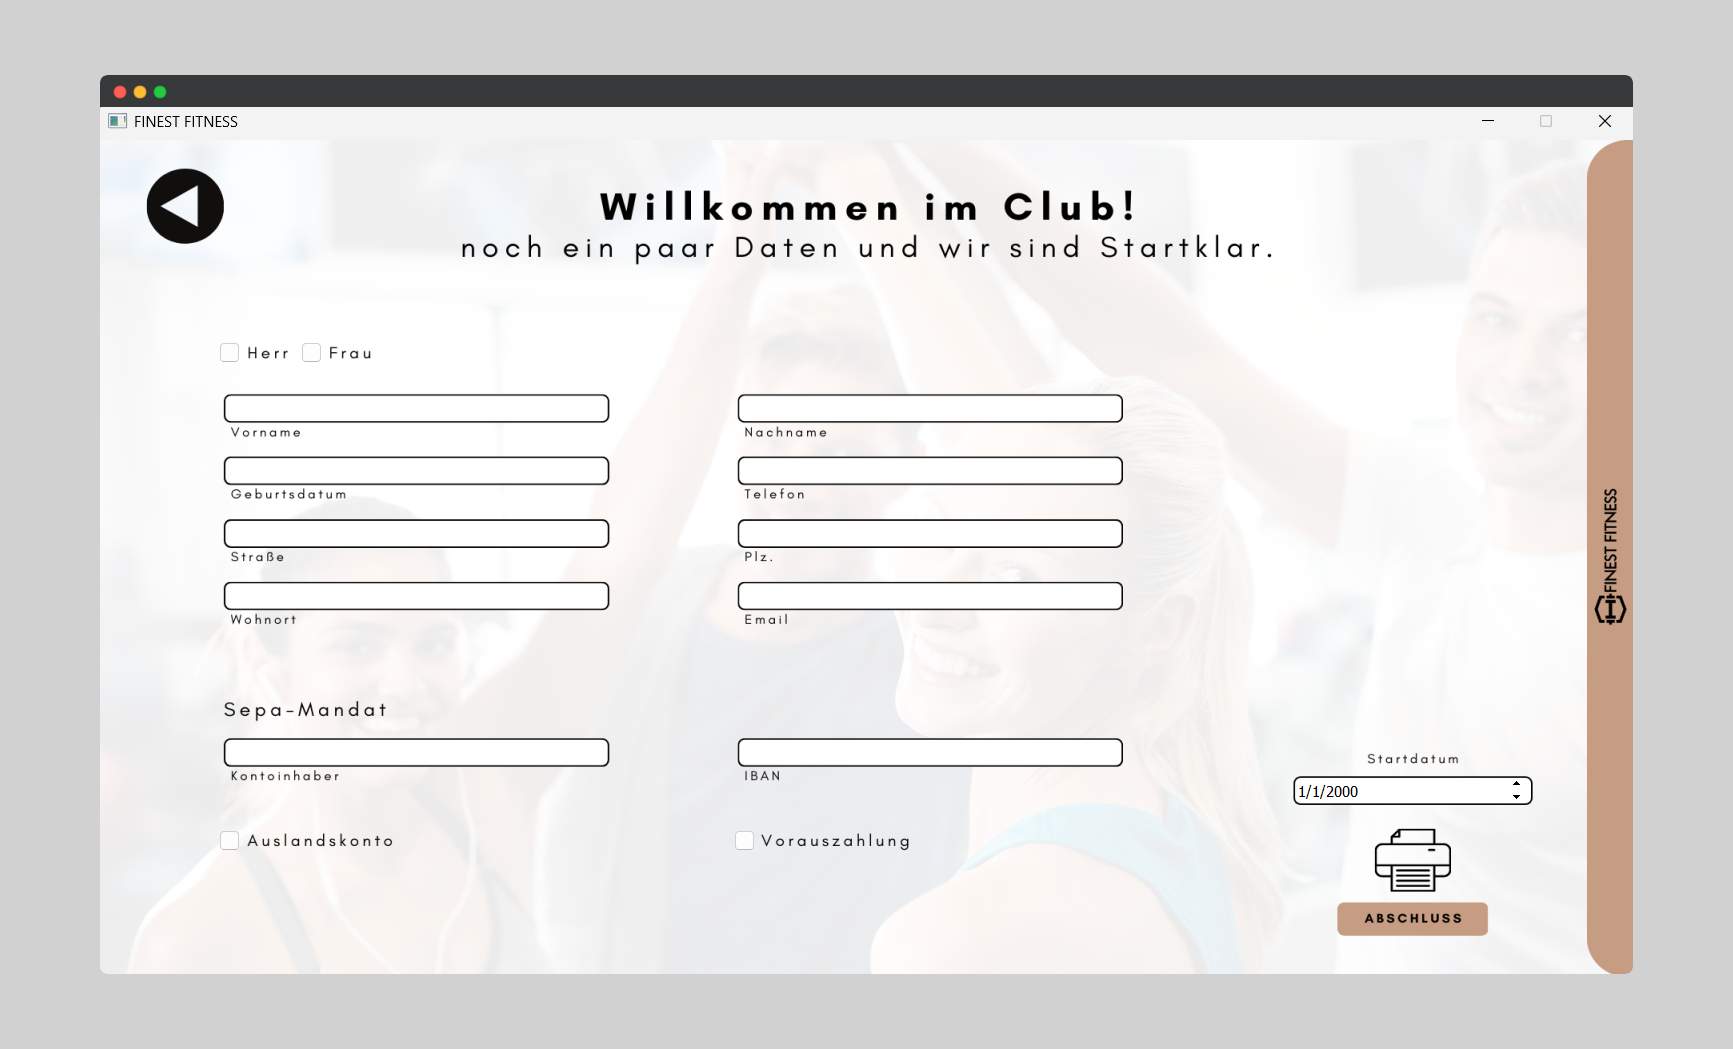 FINEST FITNESS
Willkommen im Club!
noch ein paar Daten und wir sind Startklar.
Herr Frau
Vorname Nachname
Geburtsdatum Telefon
Straße Plz.
Wohnort Email
Sepa-Mandat
Kontoinhaber IBAN
Auslandskonto Vorauszahlung
Startdatum
1/1/2000
ABSCHLUSS
FINEST FITNESS